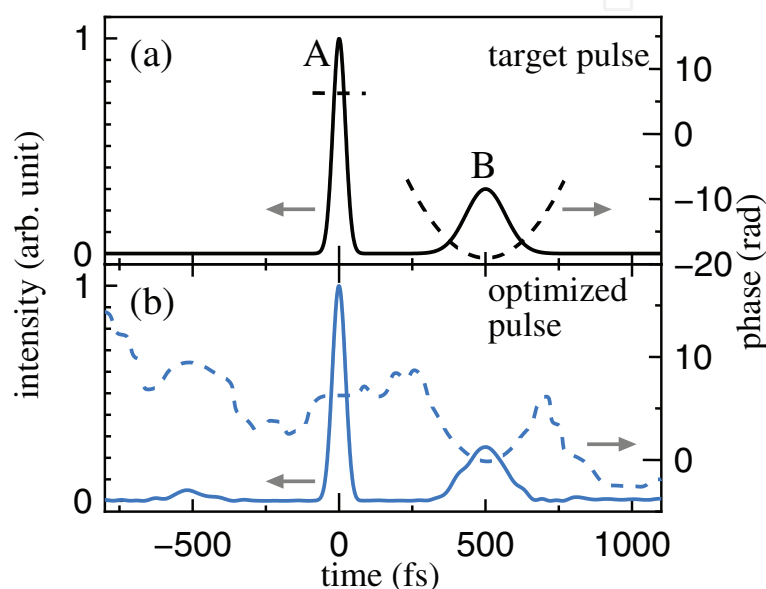 1
(a)
A
target pulse
10
0
B
−10
0
−20
intensity (arb. unit)
phase (rad)
1
(b)
optimized
pulse
10
0
0
−500
0
500
1000
time (fs)